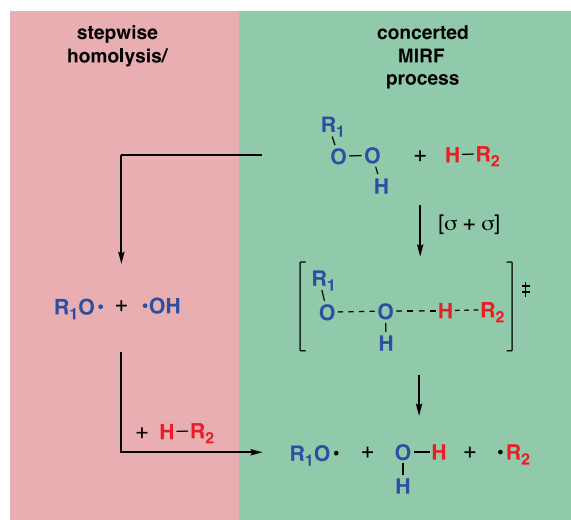 stepwise
homolysis/
concerted
MIRF
process
R₁
O–O + H–R₂
H
[σ + σ]
R₁
‡
R₁O· + ·OH
O O H R₂
H
+ H–R₂
R₁O· + O–H + ·R₂
H